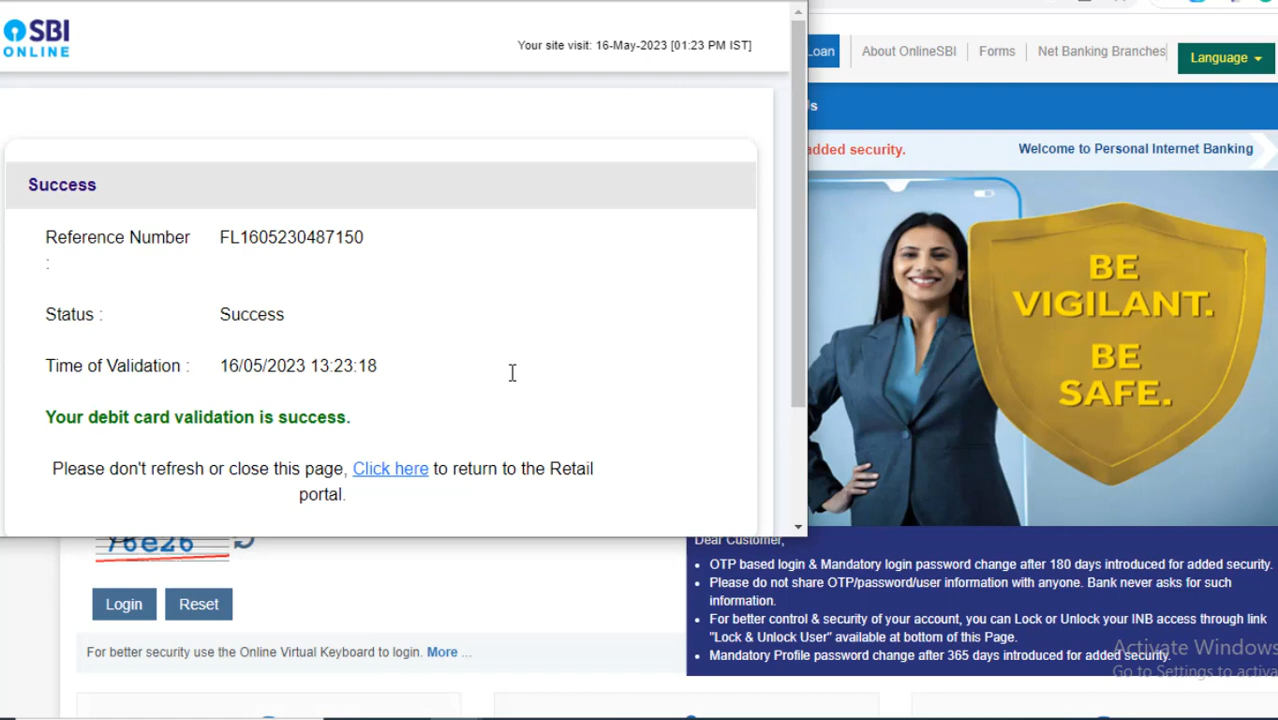 SBI
ONLINE
Your site visit: 16-May-2023 [01:23 PM IST]
Loan
About OnlineSBI
Forms
Net Banking Branches
Language
Success
Reference Number : FL1605230487150
Status : Success
Time of Validation : 16/05/2023 13:23:18
Your debit card validation is success.
Please don't refresh or close this page, Click here to return to the Retail
portal.
added security.
Welcome to Personal Internet Banking
BE
VIGILANT.
BE
SAFE.
Login
Reset
For better security use the Online Virtual Keyboard to login. More ...
Dear Customer,
OTP based login & Mandatory login password change after 180 days introduced for added security.
Please do not share OTP/password/user information with anyone. Bank never asks for such
information.
For better control & security of your account, you can Lock or Unlock your INB access through link
"Lock & Unlock User" available at bottom of this Page.
Mandatory Profile password change after 365 days introduced for added security.
Activate Windows
Go to Settings to activa